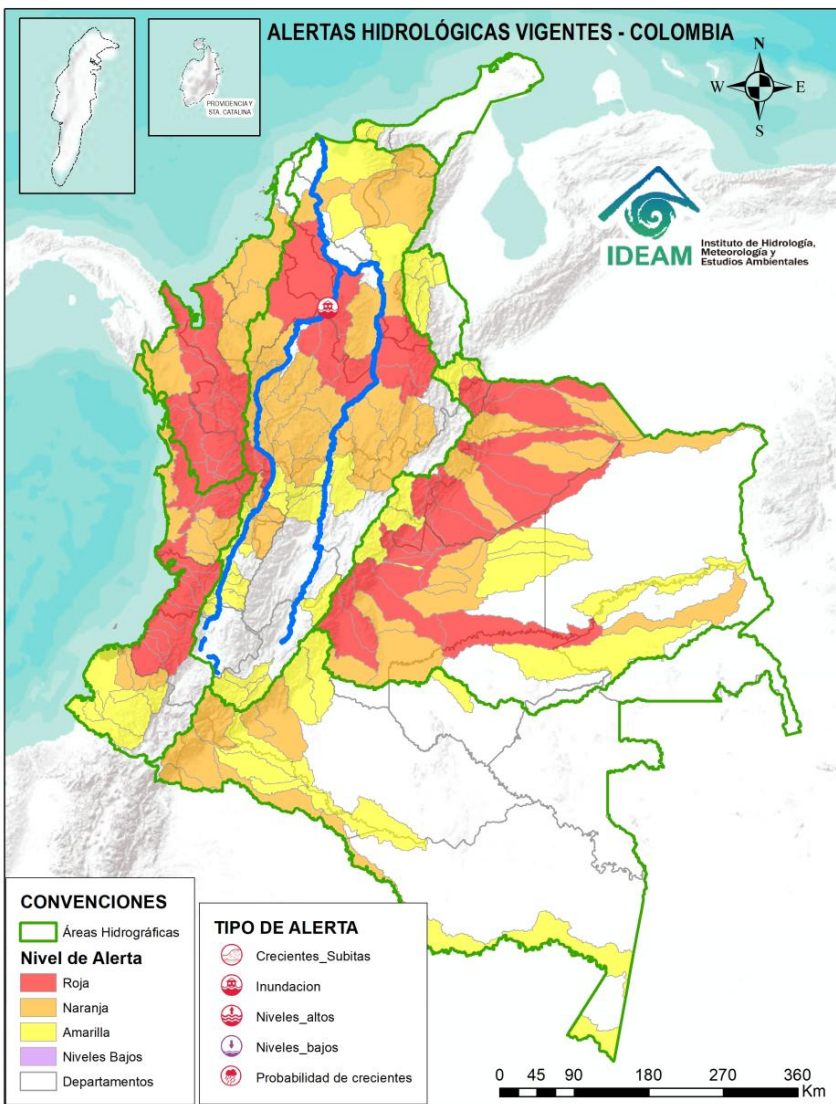 ALERTAS HIDROLÓGICAS VIGENTES - COLOMBIA
PROVIDENCIA Y
STA. CATALINA
N
W
E
S
IDEAM
Instituto de Hidrología,
Meteorología y
Estudios Ambientales
CONVENCIONES
Áreas Hidrográficas
Nivel de Alerta
Roja
Naranja
Amarilla
Niveles Bajos
Departamentos
TIPO DE ALERTA
Crecientes_Subitas
Inundacion
Niveles_altos
Niveles_bajos
Probabilidad de crecientes
0 45 90 180 270 360
Km